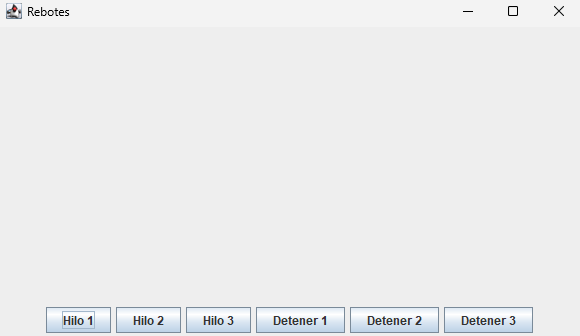 Rebotes
Hilo 1 Hilo 2 Hilo 3 Detener 1 Detener 2 Detener 3